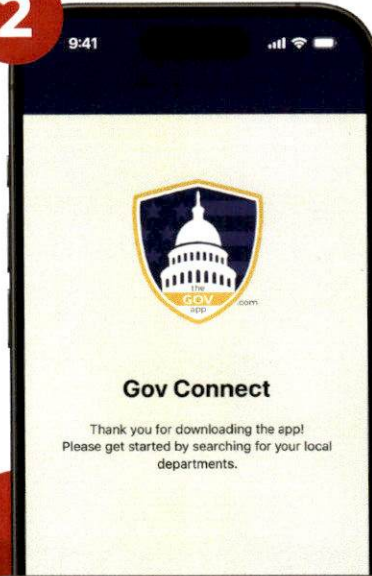 2
9:41
the
GOV
app
.com
Gov Connect
Thank you for downloading the app!
Please get started by searching for your local
departments.